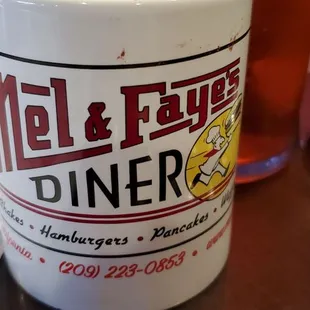 Mel & Faye's
DINER
• Hamburgers • Pancakes •
• (209) 223-0853 •